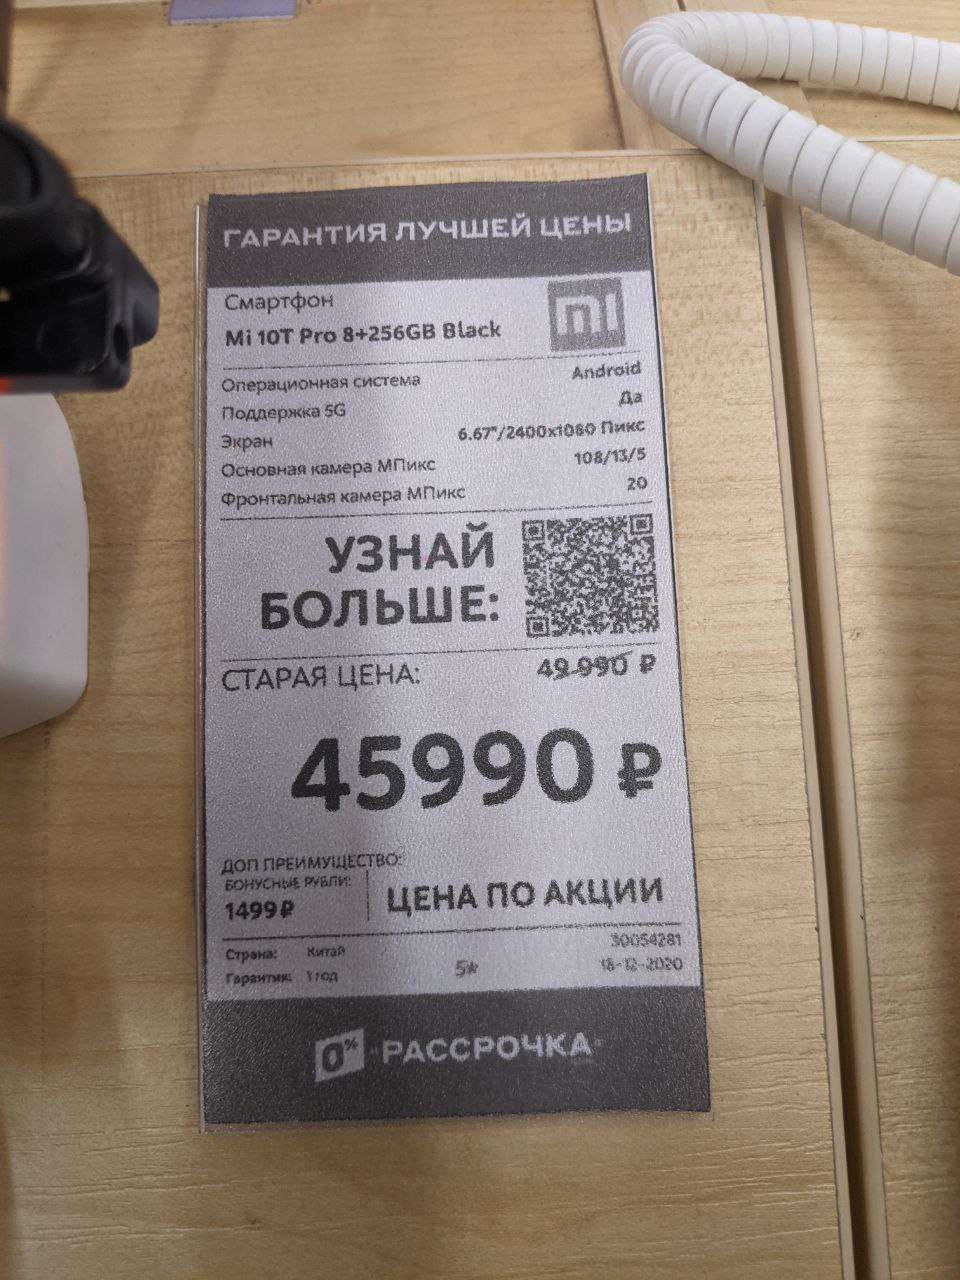 ГАРАНТИЯ ЛУЧШЕЙ ЦЕНЫ
Смартфон
Mi 10T Pro 8+256GB Black
mi
Операционная система Android
Поддержка 5G Да
Экран 6.67"/2400x1080 Пикс
Основная камера МПикс 108/13/5
Фронтальная камера МПикс 20
УЗНАЙ
БОЛЬШЕ:
СТАРАЯ ЦЕНА: 49 990 ₽
45990 ₽
ДОП ПРЕИМУЩЕСТВО:
БОНУСНЫЕ РУБЛИ:
1499₽
ЦЕНА ПО АКЦИИ
Страна: Китай 30054281
Гарантия: 1 год 5* 18-12-2020
0% РАССРОЧКА